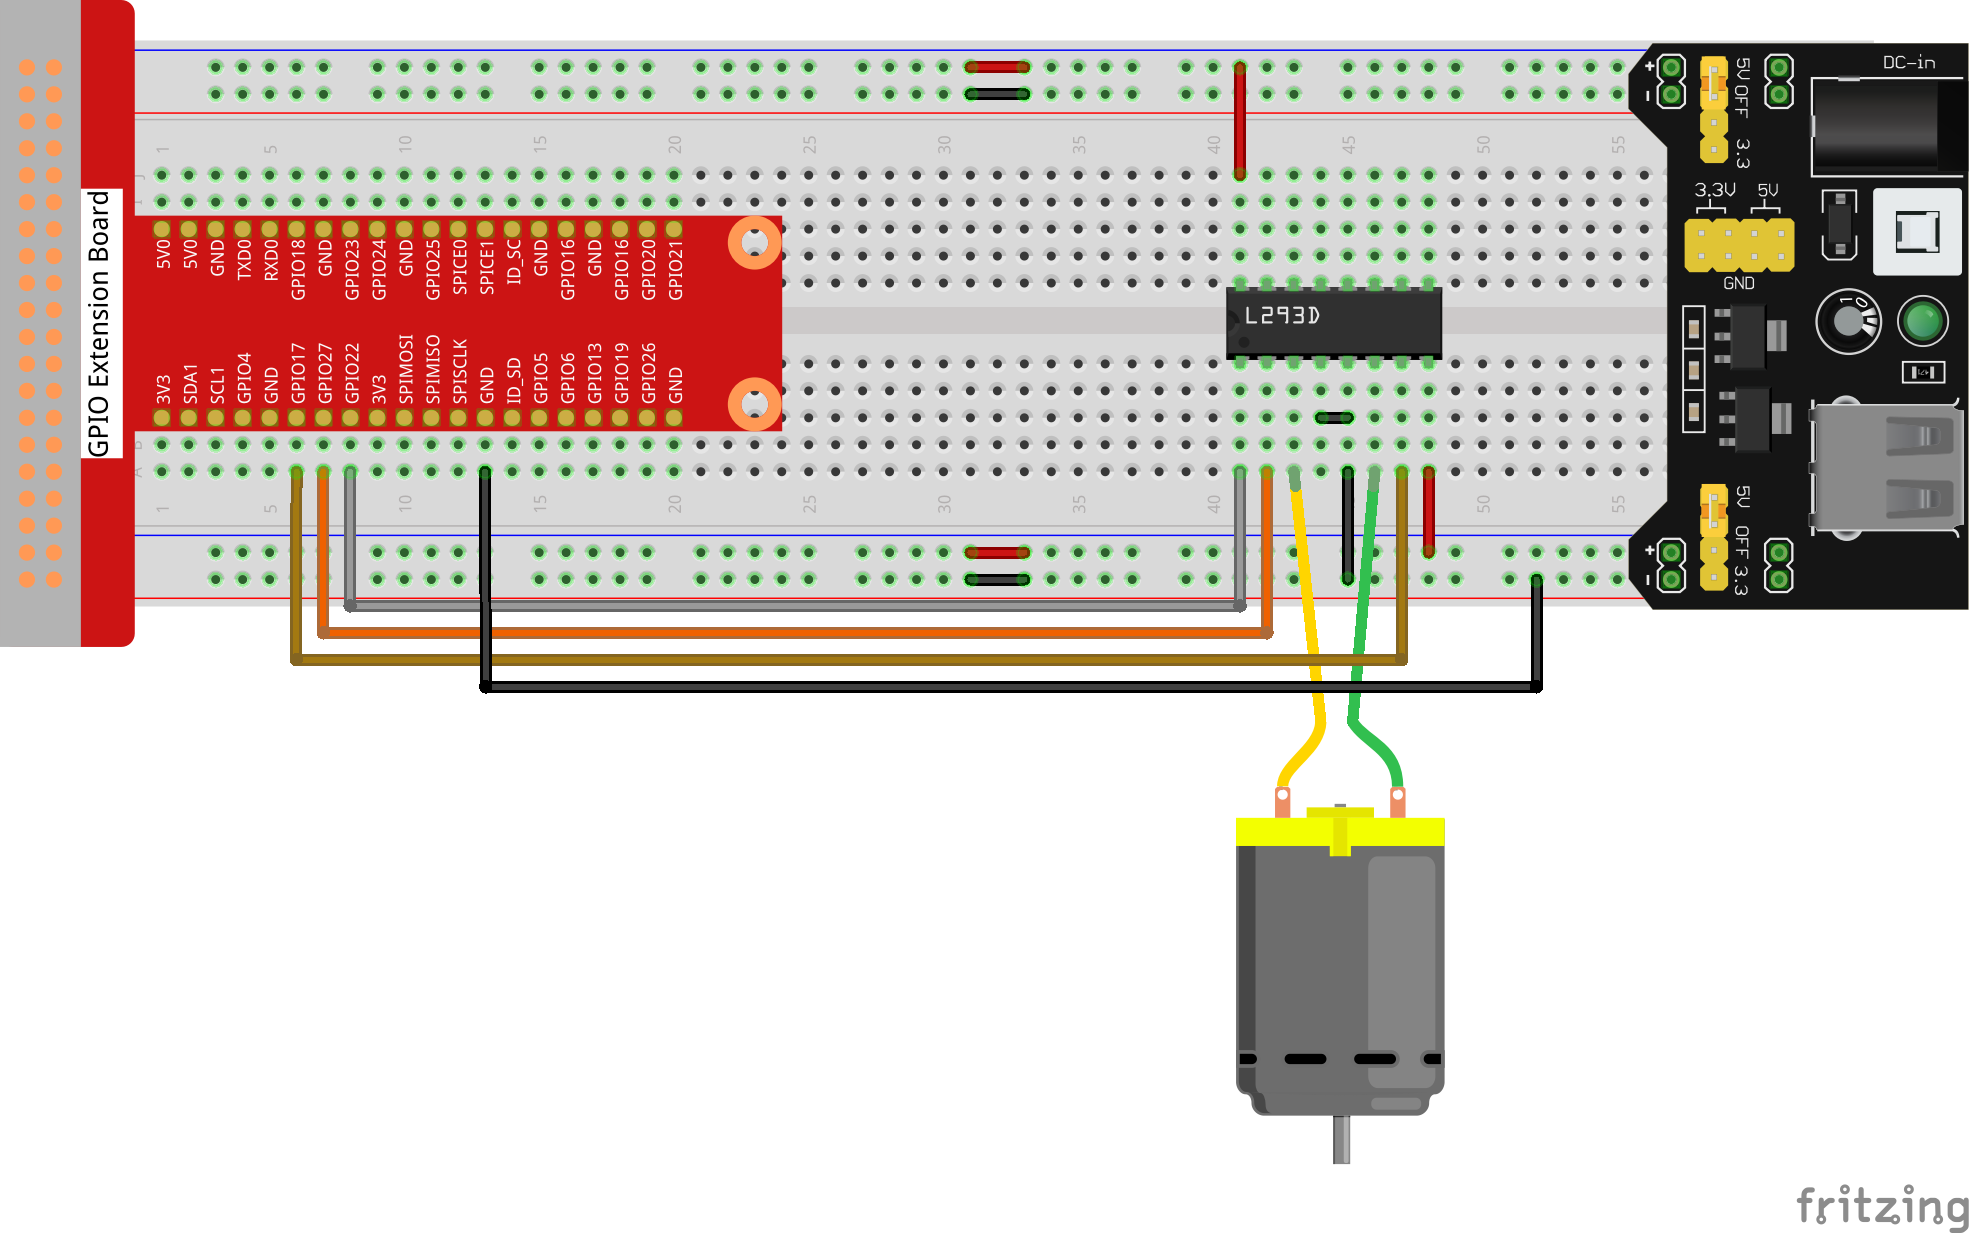 GPIO Extension Board
1 5 10 15 20 25 30 35 40 45 50 55
J
I
5V0 5V0 GND TXD0 RXD0 GPIO18 GND GPIO23 GPIO24 GND GPIO25 SPICE0 SPICE1 ID_SC GND GPIO16 GND GPIO16 GPIO20 GPIO21
L293D
3V3 SDA1 SCL1 GPIO4 GND GPIO17 GPIO27 GPIO22 3V3 SPIMOSI SPIMISO SPISCLK GND ID_SD GPIO5 GPIO6 GPIO13 GPIO19 GPIO26 GND
B
A
1 5 10 15 20 25 30 35 40 45 50 55
DC-in
+
-
5V OFF 3.3
3.3V 5V
GND
1 0
5V OFF 3.3
+
-
fritzing